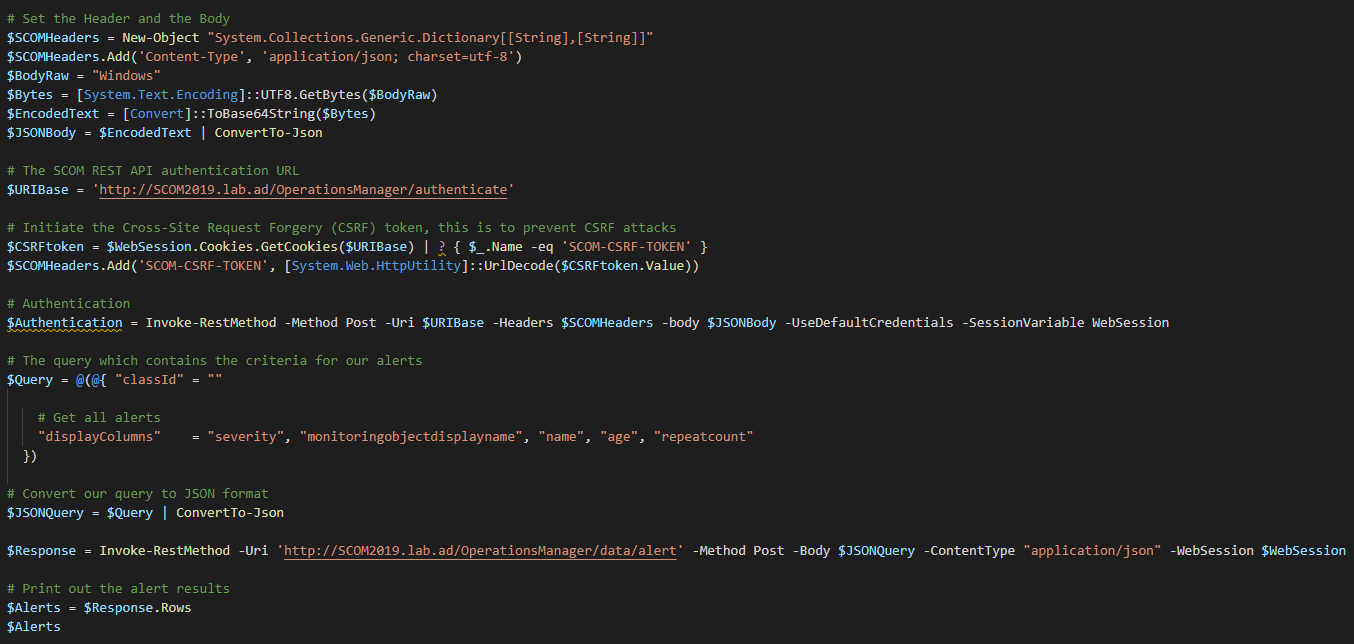 # Set the Header and the Body
$SCOMHeaders = New-Object "System.Collections.Generic.Dictionary[[String],[String]]"
$SCOMHeaders.Add('Content-Type', 'application/json; charset=utf-8')
$BodyRaw = "Windows"
$Bytes = [System.Text.Encoding]::UTF8.GetBytes($BodyRaw)
$EncodedText = [Convert]::ToBase64String($Bytes)
$JSONBody = $EncodedText | ConvertTo-Json
# The SCOM REST API authentication URL
$URIBase = 'http://SCOM2019.lab.ad/OperationsManager/authenticate'
# Initiate the Cross-Site Request Forgery (CSRF) token, this is to prevent CSRF attacks
$CSRFtoken = $WebSession.Cookies.GetCookies($URIBase) | ? { $_.Name -eq 'SCOM-CSRF-TOKEN' }
$SCOMHeaders.Add('SCOM-CSRF-TOKEN', [System.Web.HttpUtility]::UrlDecode($CSRFtoken.Value))
# Authentication
$Authentication = Invoke-RestMethod -Method Post -Uri $URIBase -Headers $SCOMHeaders -body $JSONBody -UseDefaultCredentials -SessionVariable WebSession
# The query which contains the criteria for our alerts
$Query = @(@{ "classId" = ""
# Get all alerts
"displayColumns"    = "severity", "monitoringobjectdisplayname", "name", "age", "repeatcount"
})
# Convert our query to JSON format
$JSONQuery = $Query | ConvertTo-Json
$Response = Invoke-RestMethod -Uri 'http://SCOM2019.lab.ad/OperationsManager/data/alert' -Method Post -Body $JSONQuery -ContentType "application/json" -WebSession $WebSession
# Print out the alert results
$Alerts = $Response.Rows
$Alerts